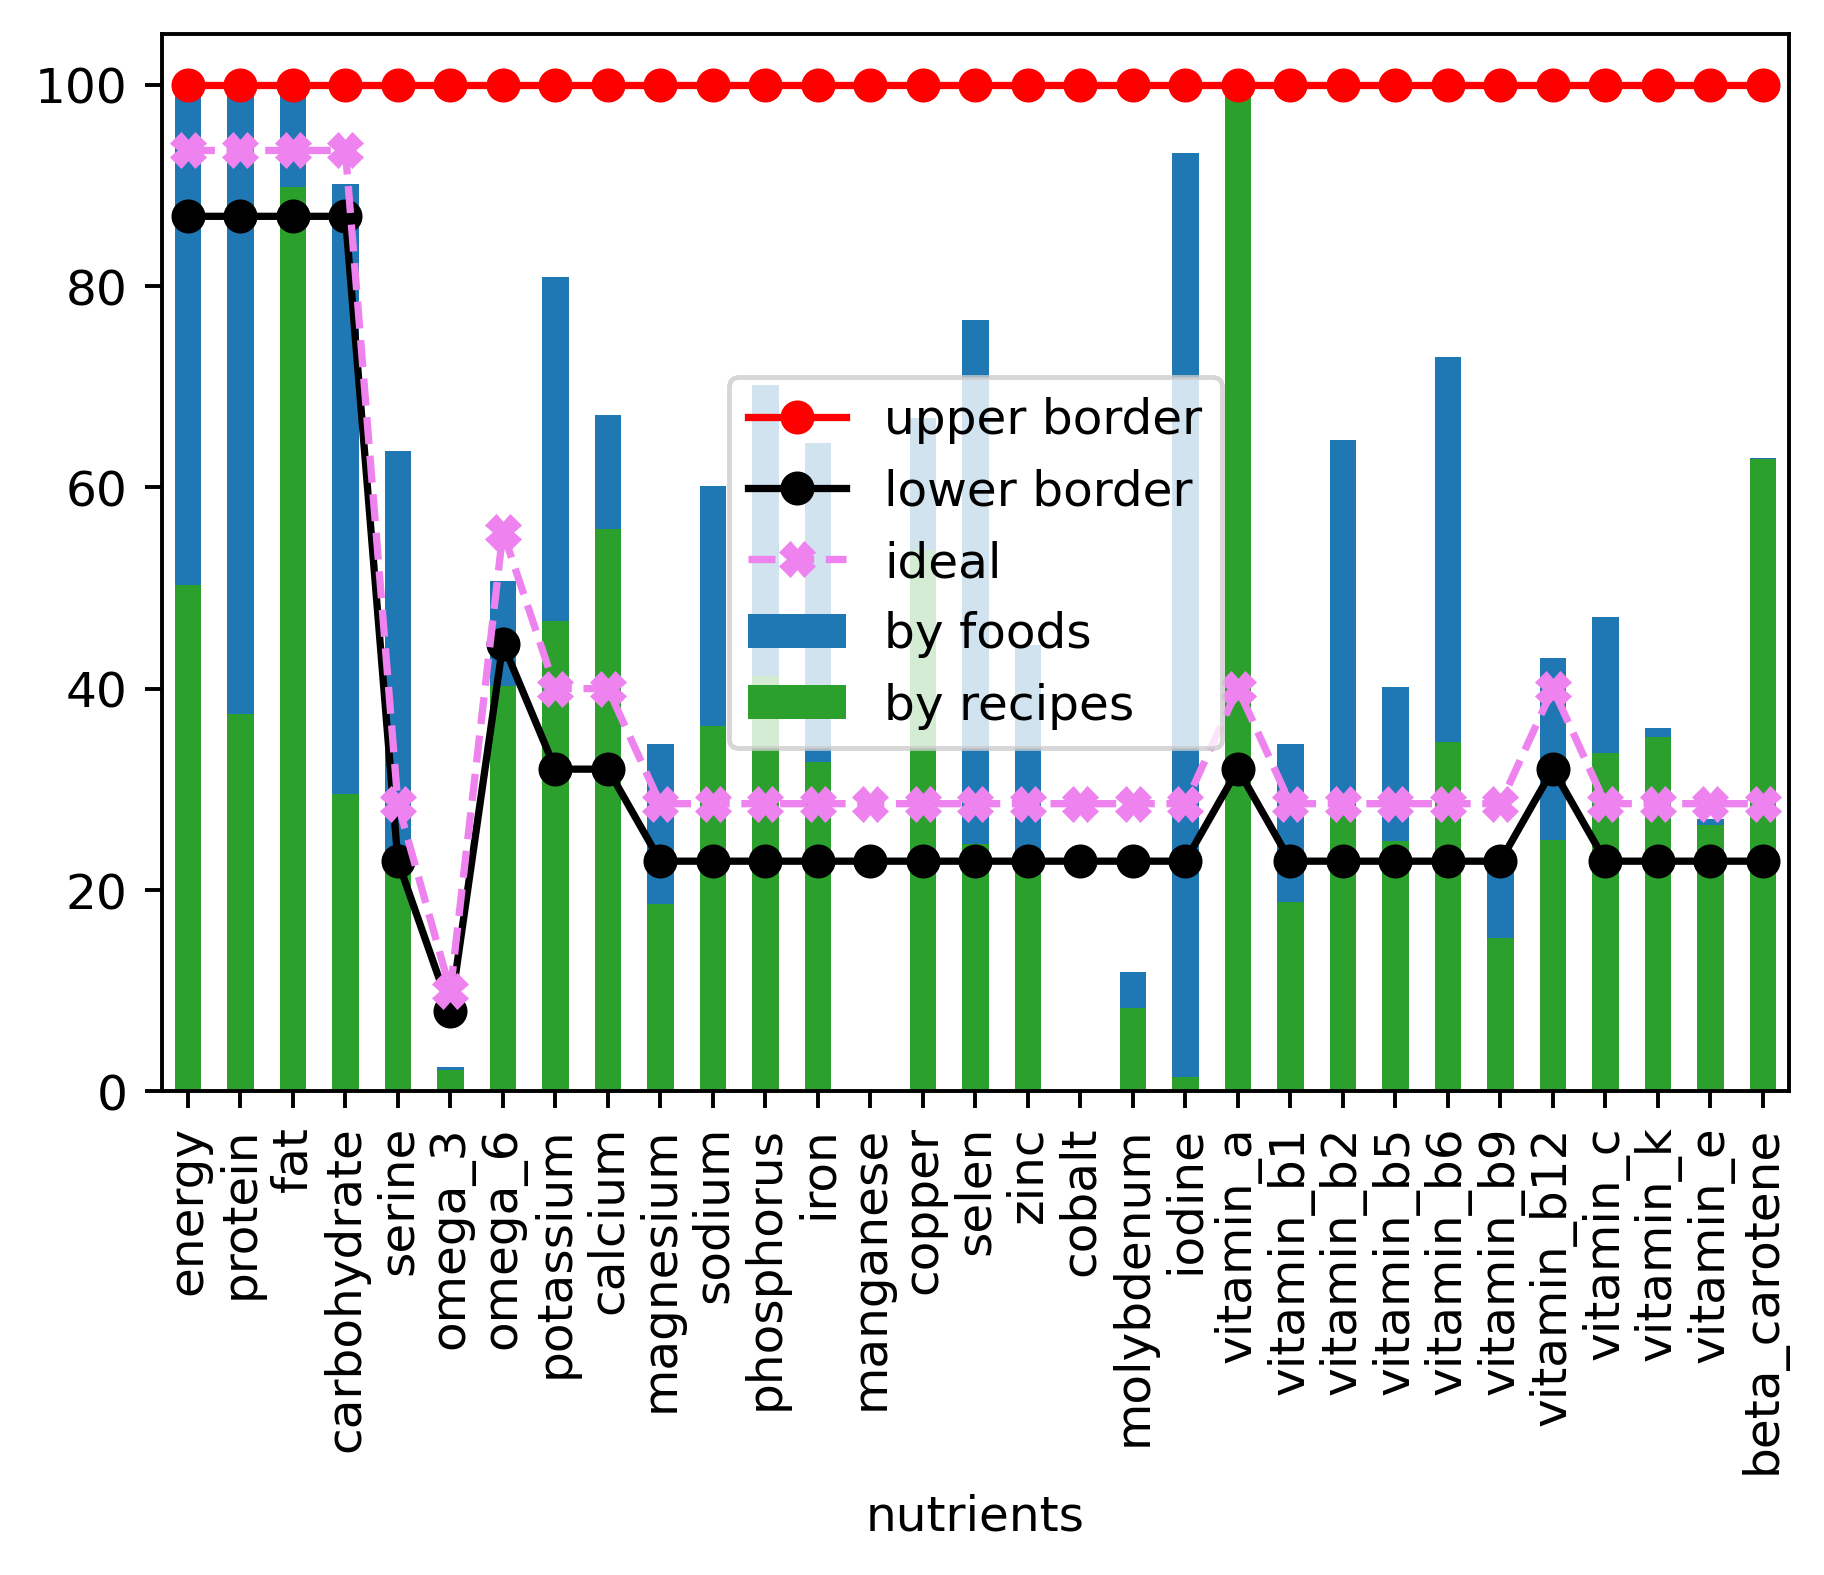 100
80
60
40
20
0
upper border
lower border
ideal
by foods
by recipes
energy
protein
fat
carbohydrate
serine
omega_3
omega_6
potassium
calcium
magnesium
sodium
phosphorus
iron
manganese
copper
selen
zinc
cobalt
molybdenum
iodine
vitamin_a
vitamin_b1
vitamin_b2
vitamin_b5
vitamin_b6
vitamin_b9
vitamin_b12
vitamin_c
vitamin_k
vitamin_e
beta_carotene
nutrients